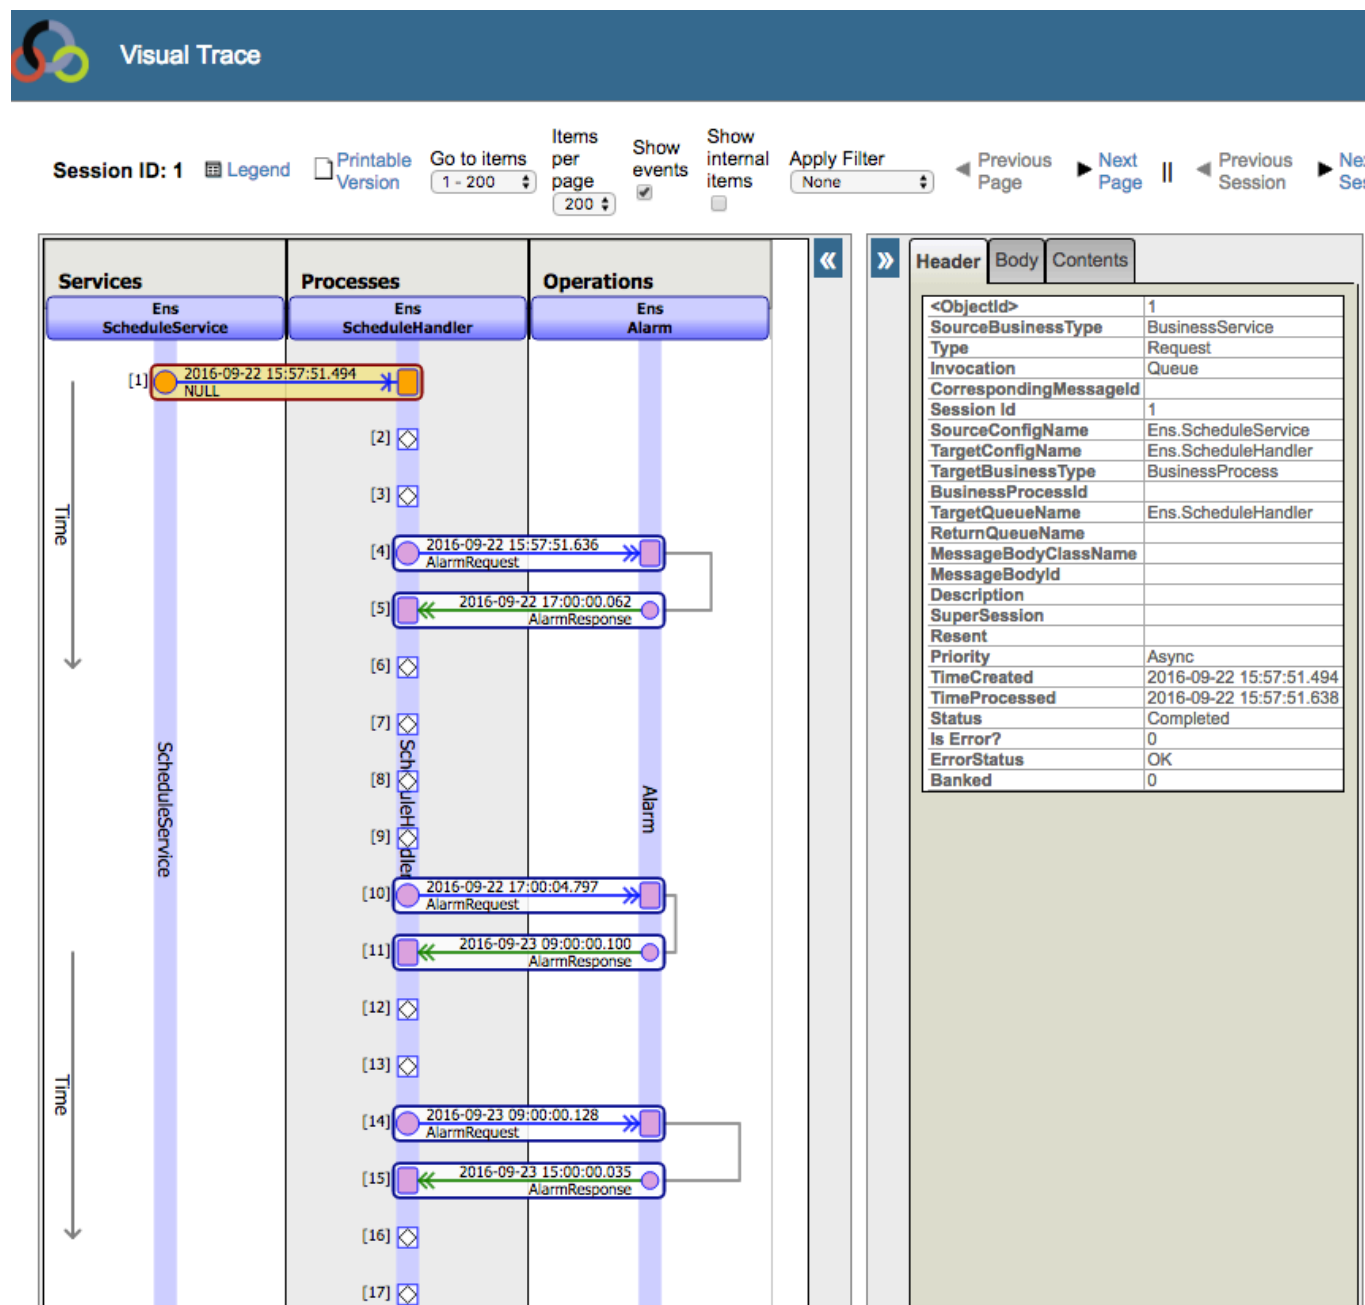 Visual Trace
Session ID: 1
Legend
Printable
Version
Go to items
1 - 200
Items
per
page
200
Show
events
Show
internal
items
Apply Filter
None
Previous
Page
Next
Page
||
Previous
Session
Services
Processes
Operations
Ens
ScheduleService
Ens
ScheduleHandler
Ens
Alarm
[1]
2016-09-22 15:57:51.494
NULL
[2]
[3]
Time
[4]
2016-09-22 15:57:51.636
AlarmRequest
[5]
2016-09-22 17:00:00.062
AlarmResponse
[6]
[7]
[8]
[9]
ScheduleService
Alarm
[10]
2016-09-22 17:00:04.797
AlarmRequest
[11]
2016-09-23 09:00:00.100
AlarmResponse
[12]
[13]
Time
[14]
2016-09-23 09:00:00.128
AlarmRequest
[15]
2016-09-23 15:00:00.035
AlarmResponse
[16]
[17]
Header Body Contents
<ObjectId> 1
SourceBusinessType BusinessService
Type Request
Invocation Queue
CorrespondingMessageId
Session Id 1
SourceConfigName Ens.ScheduleService
TargetConfigName Ens.ScheduleHandler
TargetBusinessType BusinessProcess
BusinessProcessId
TargetQueueName Ens.ScheduleHandler
ReturnQueueName
MessageBodyClassName
MessageBodyId
Description
SuperSession
Resent
Priority Async
TimeCreated 2016-09-22 15:57:51.494
TimeProcessed 2016-09-22 15:57:51.638
Status Completed
Is Error? 0
ErrorStatus OK
Banked 0